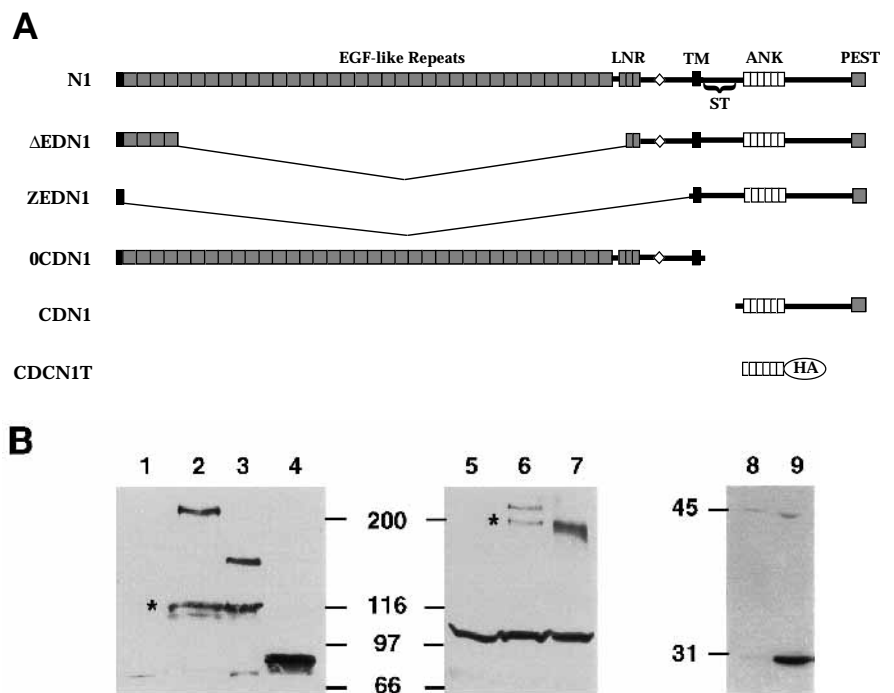 A
EGF-like Repeats LNR TM ANK PEST
N1
ST
ΔEDN1
ZEDN1
0CDN1
CDN1
CDCN1T HA
B
1 2 3 4 5 6 7 8 9
200 45
* *
116
97
31
66